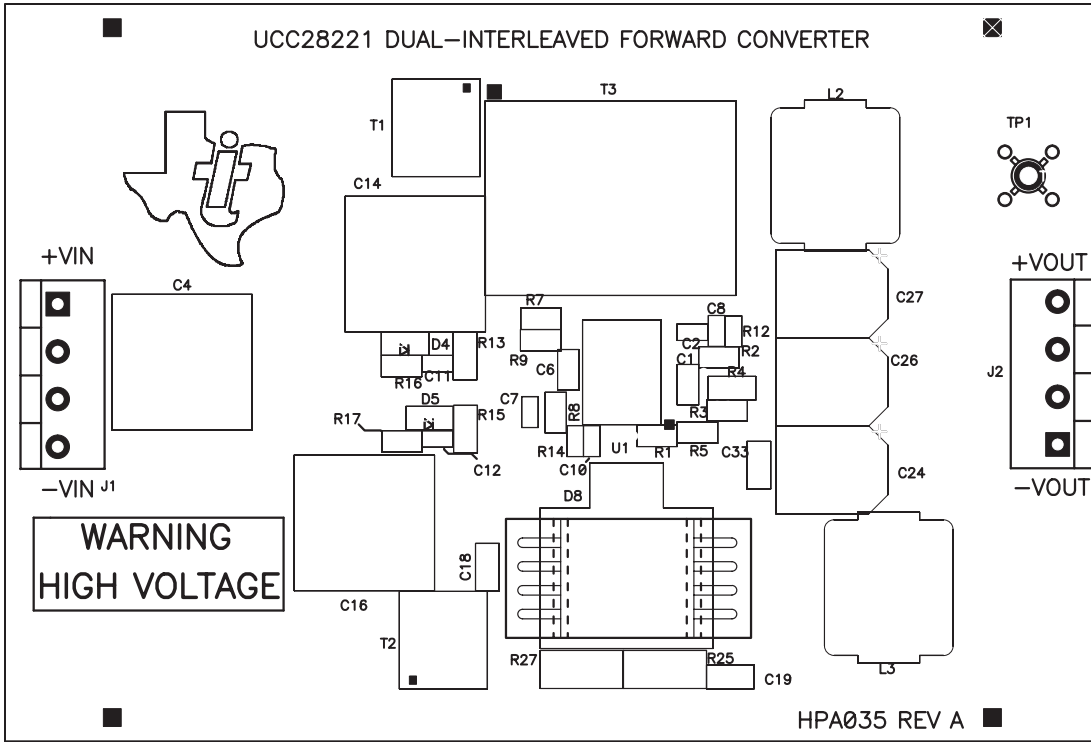 UCC28221 DUAL-INTERLEAVED FORWARD CONVERTER
T3
L2
T1
TP1
C14
+VIN
+VOUT
C4
C27
R7
C8
R12
C2
D4
R13
R9
C6
C1
R2
C26
J2
C11
R16
R4
C7
R8
R3
D5
R15
R17
R14
C10
U1
R1
R5
C33
C12
C24
-VIN J1
-VOUT
D8
WARNING
HIGH VOLTAGE
C18
C16
T2
R27
R25
C19
L3
HPA035 REV A